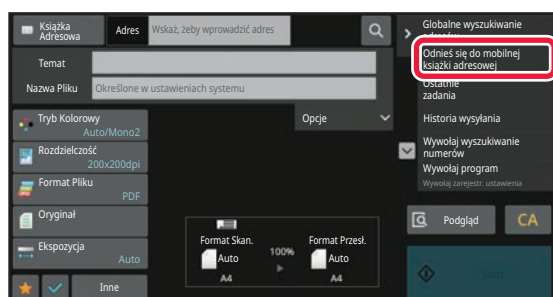 Książka
Adresowa
Adres
Wskaż, żeby wprowadzić adres
Temat
Nazwa Pliku
Określone w ustawieniach systemu
Tryb Kolorowy
Auto/Mono2
Rozdzielczość
200x200dpi
Format Pliku
PDF
Oryginał
Ekspozycja
Auto
Inne
Opcje
Format Skan.
Auto
A4
100%
Format Przesł.
Auto
A4
Globalne wyszukiwanie
adresów
Odnieś się do mobilnej
książki adresowej
Ostatnie
zadania
Historia wysyłania
Wywołaj wyszukiwanie
numerów
Wywołaj program
Wywołaj zarejestr. ustawienia
Podgląd
CA
Start